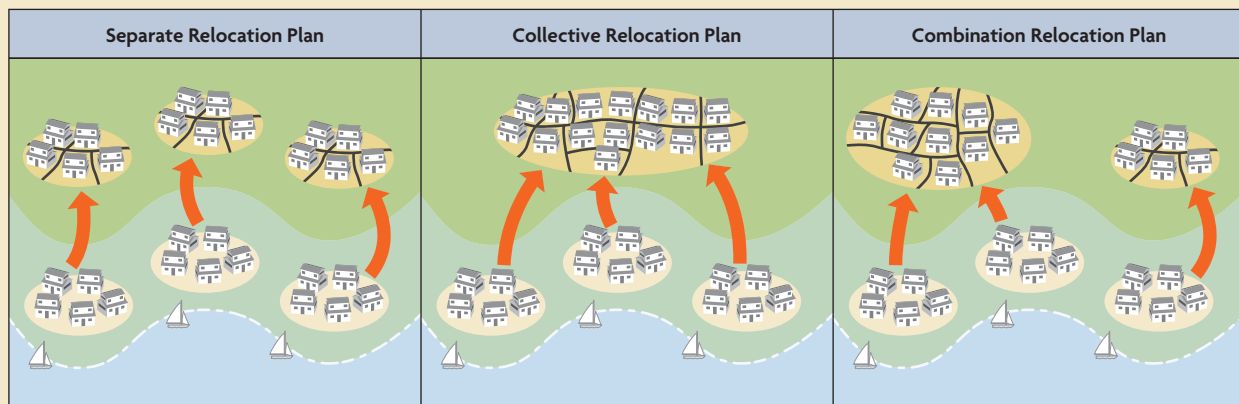 Separate Relocation Plan
Collective Relocation Plan
Combination Relocation Plan